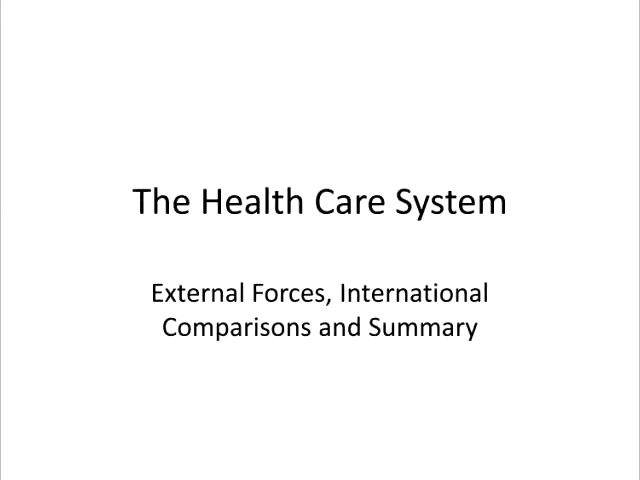 The Health Care System
External Forces, International
Comparisons and Summary